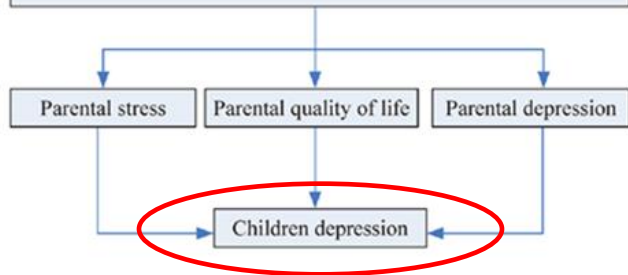 Parental stress
Parental quality of life
Parental depression
Children depression